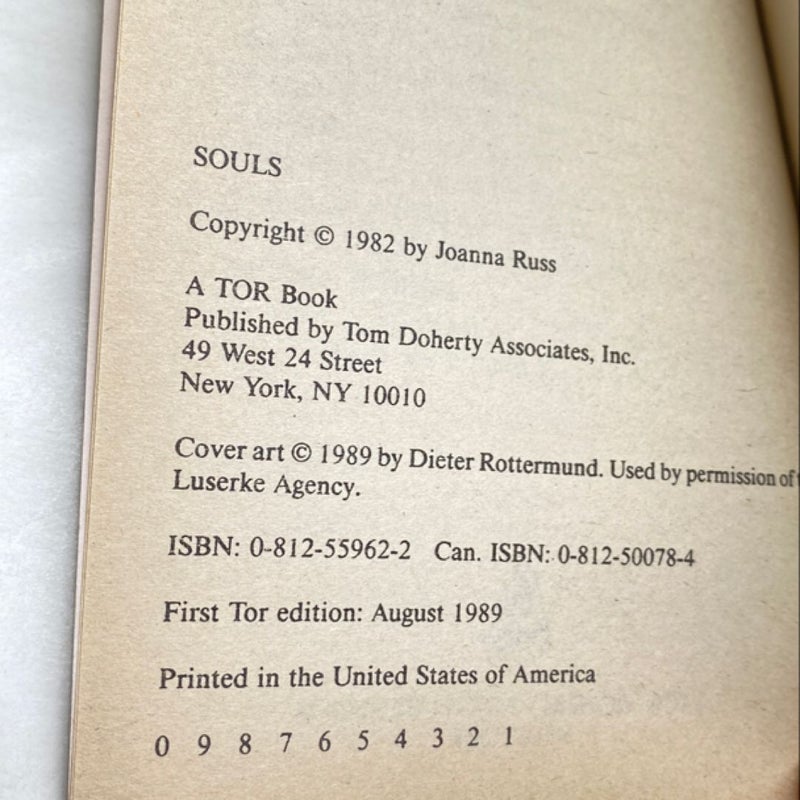 SOULS
Copyright © 1982 by Joanna Russ
A TOR Book
Published by Tom Doherty Associates, Inc.
49 West 24 Street
New York, NY 10010
Cover art © 1989 by Dieter Rottermund. Used by permission of
Luserke Agency.
ISBN: 0-812-55962-2 Can. ISBN: 0-812-50078-4
First Tor edition: August 1989
Printed in the United States of America
0 9 8 7 6 5 4 3 2 1